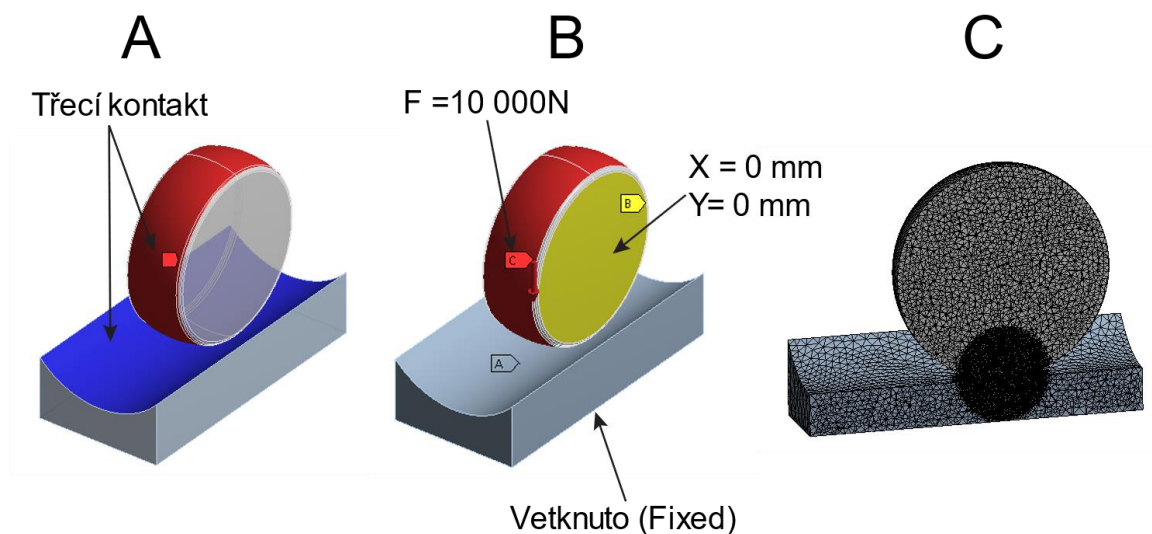 A
B
C
Třecí kontakt
F =10 000N
X = 0 mm
Y= 0 mm
B
C
A
Vetknuto (Fixed)